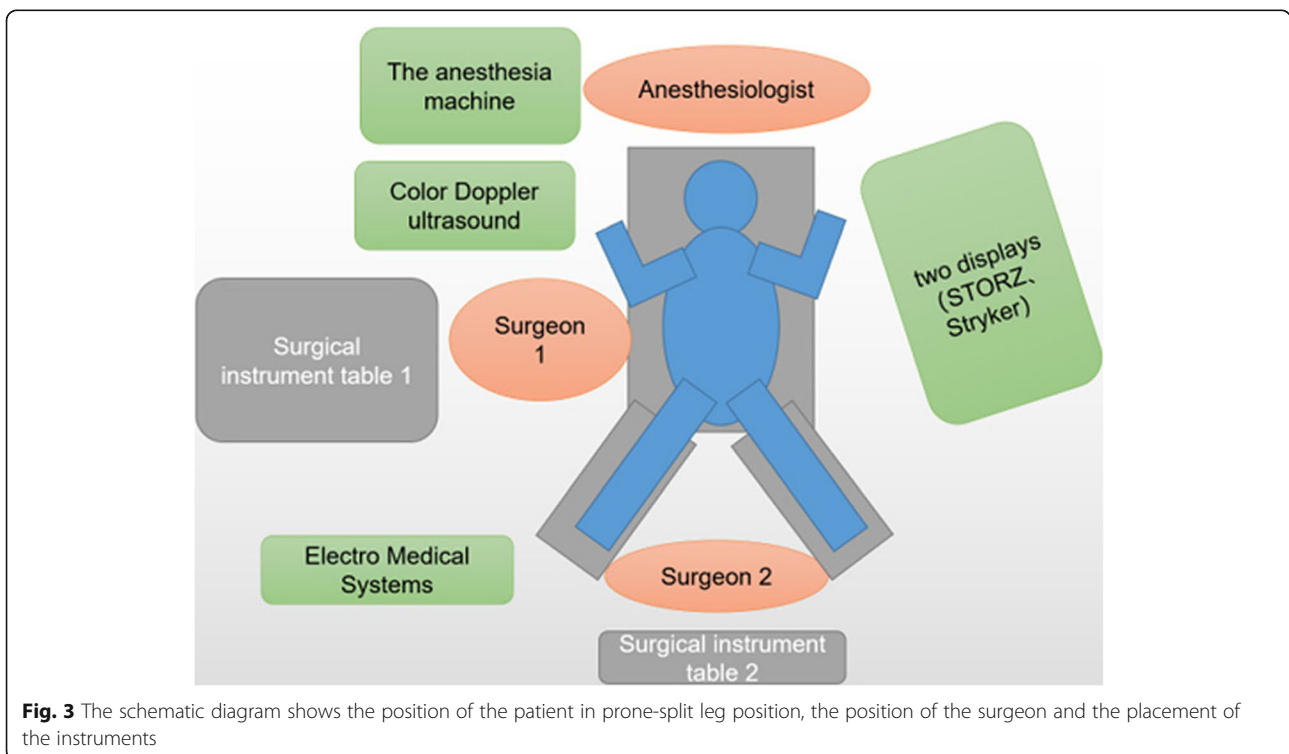 The anesthesia
machine
Anesthesiologist
Color Doppler
ultrasound
two displays
(STORZ、
Stryker)
Surgical
instrument table 1
Surgeon
1
Electro Medical
Systems
Surgeon 2
Surgical instrument
table 2
Fig. 3 The schematic diagram shows the position of the patient in prone-split leg position, the position of the surgeon and the placement of
the instruments